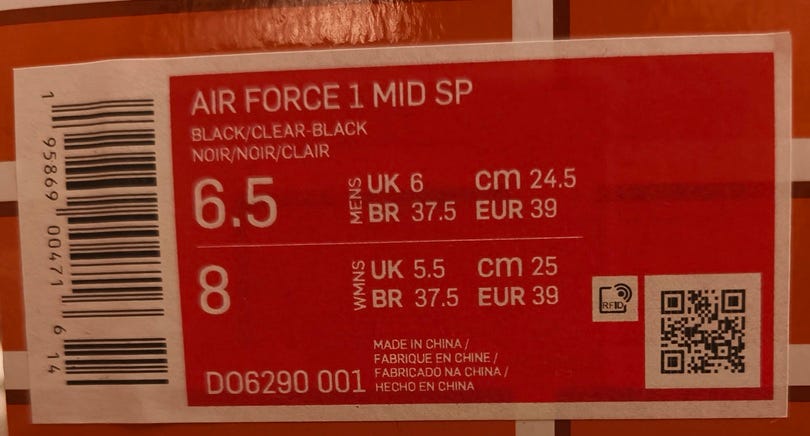 AIR FORCE 1 MID SP
BLACK/CLEAR-BLACK
NOIR/NOIR/CLAIR
6.5 MENS UK 6 cm 24.5
BR 37.5 EUR 39
8 WMNS UK 5.5 cm 25
BR 37.5 EUR 39
RFID
DO6290 001
MADE IN CHINA /
FABRIQUE EN CHINE /
FABRICADO NA CHINA /
HECHO EN CHINA
1 95869 00471 6 14